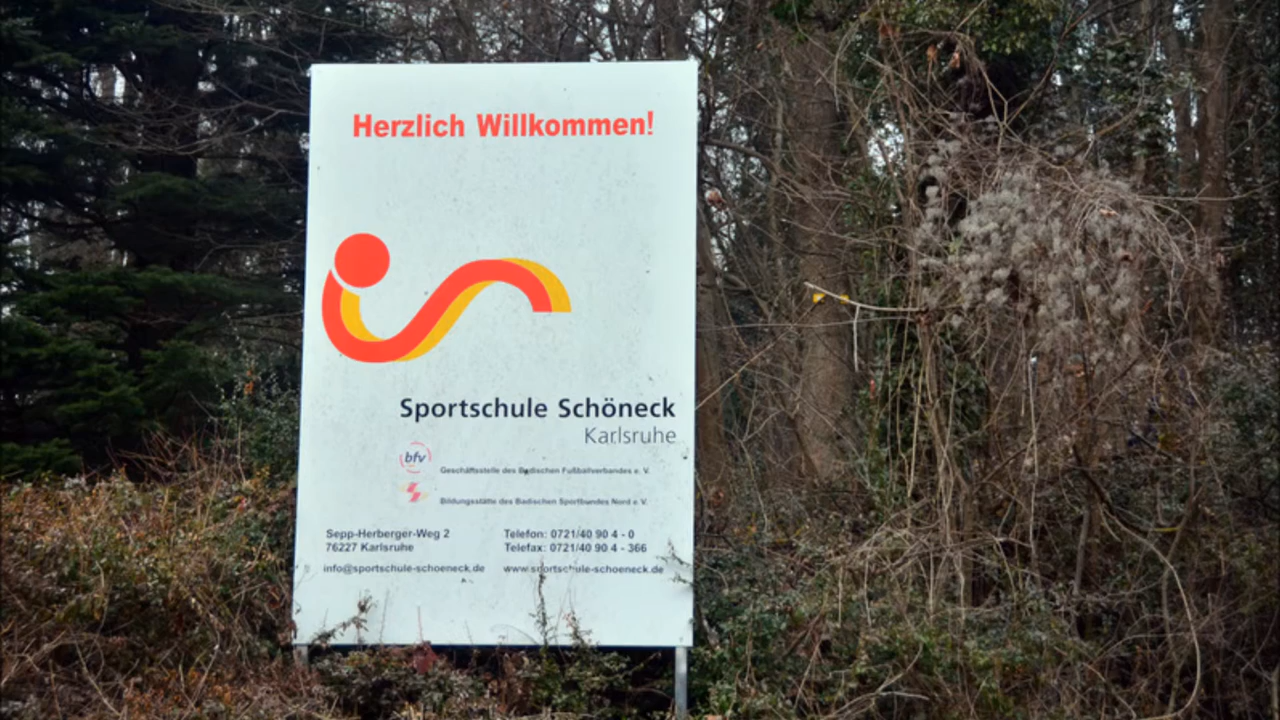 Herzlich Willkommen!
Sportschule Schöneck
Karlsruhe
bfv
Geschäftsstelle des Badischen Fußballverbandes e. V.
Bildungsstätte des Badischen Sportbundes Nord e. V.
Sepp-Herberger-Weg 2
76227 Karlsruhe
info@sportschule-schoeneck.de
Telefon: 0721/40 90 4 - 0
Telefax: 0721/40 90 4 - 366
www.sportschule-schoeneck.de